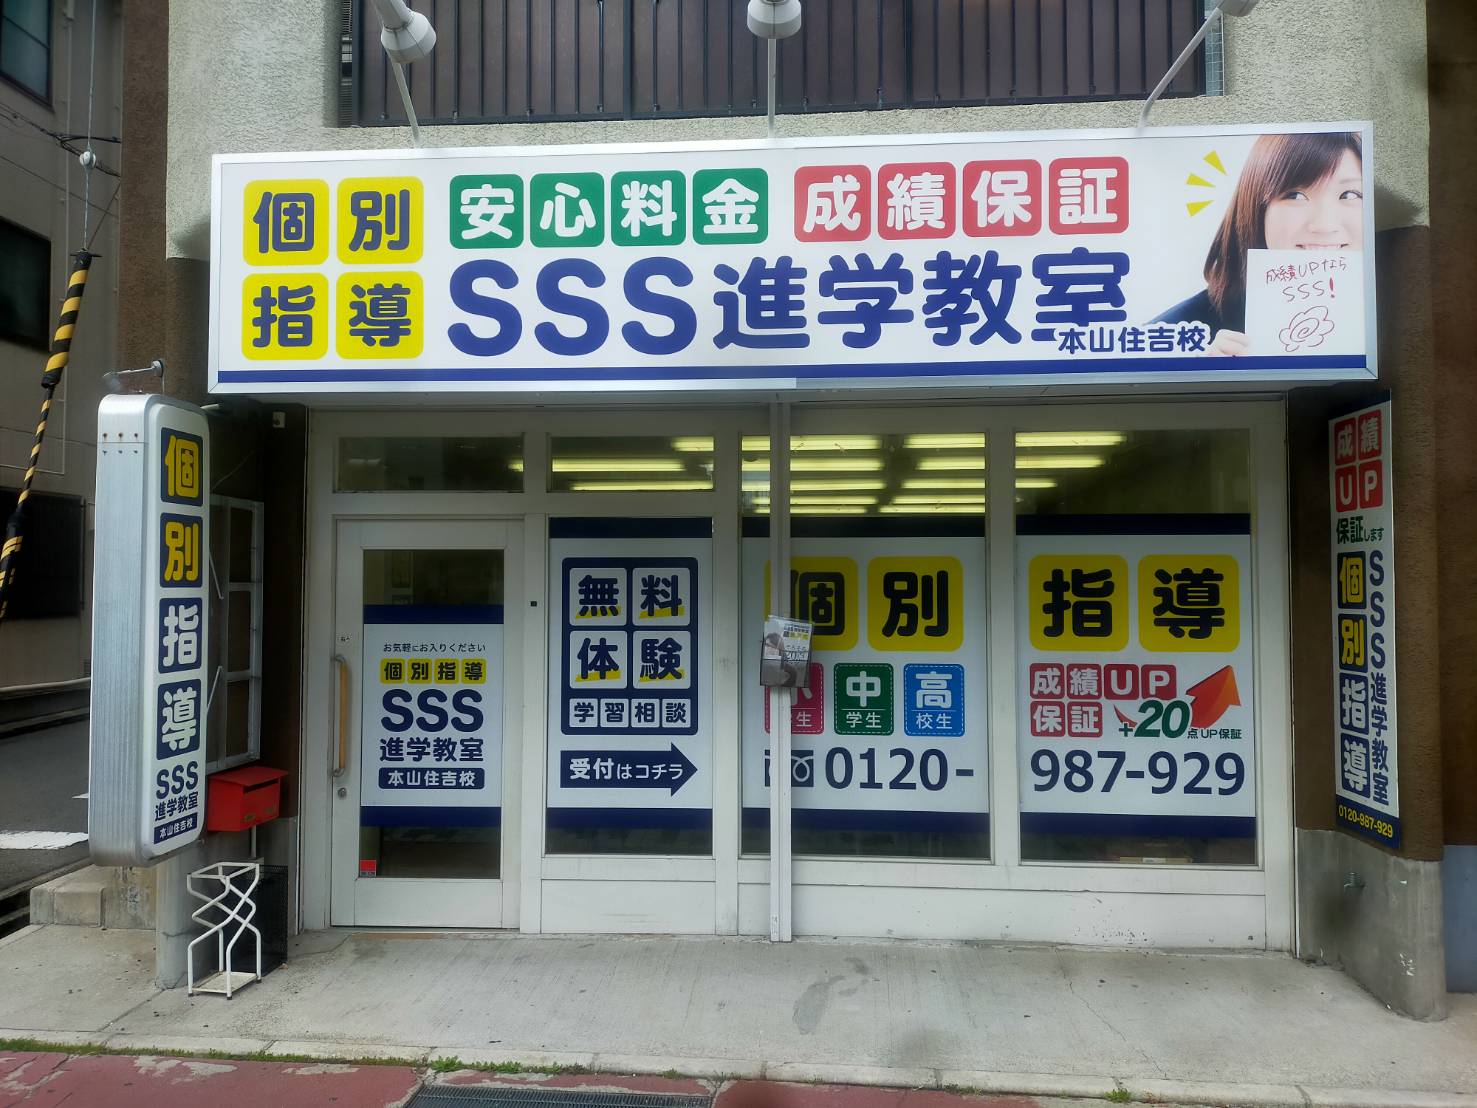 個別 安心料金 成績保証
指導 SSS進学教室
本山住吉校
成績UPなら
SSS!
個別指導
SSS
進学教室
本山住吉校
お気軽にお入りください
個別指導
SSS
進学教室
本山住吉校
無料
体験
学習相談
受付はコチラ
個別指導
校生
中
学生
高
校生
成績UP
保証
+20点UP保証
0120-987-929
成績
UP
保証します
個別指導
SSS進学教室
0120-987-929